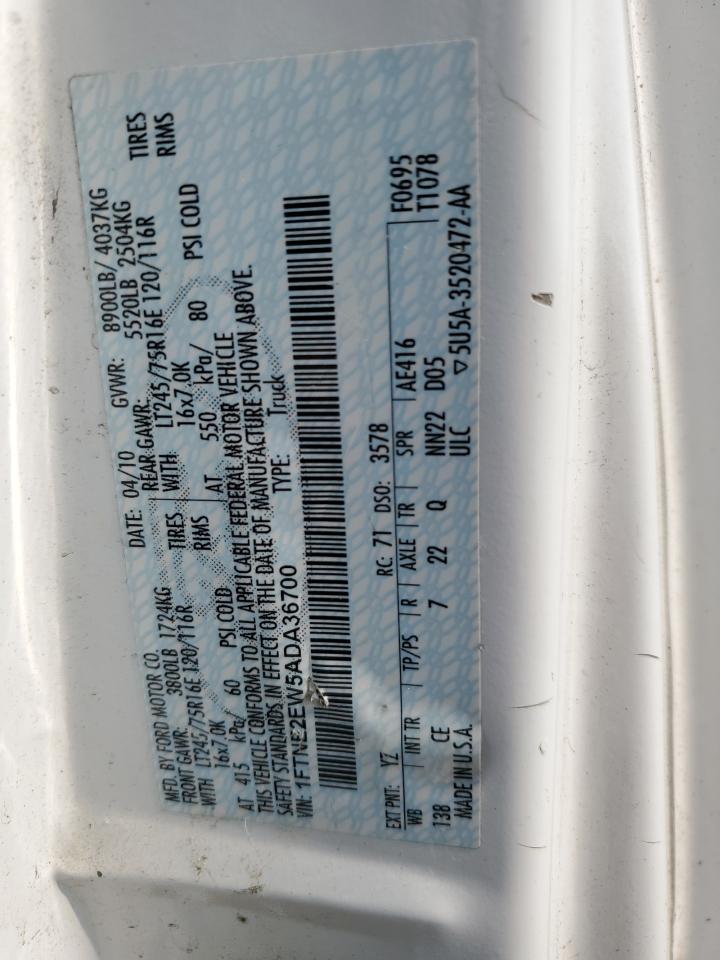 MFD. BY FORD MOTOR CO. DATE: 04/10 GVWR: 8900LB/ 4037KG
FRONT GAWR: 3800LB 1724KG REAR GAWR: 5520LB 2504KG
WITH LT245/75R16E 120/116R TIRES WITH LT245/75R16E 120/116R TIRES
16x7.0K RIMS 16x7.0K RIMS
AT 415 kPa/ 60 PSI COLD AT 550 kPa/ 80 PSI COLD
THIS VEHICLE CONFORMS TO ALL APPLICABLE FEDERAL MOTOR VEHICLE
SAFETY STANDARDS IN EFFECT ON THE DATE OF MANUFACTURE SHOWN ABOVE.
VIN: 1FTNE2EW5ADA36700 TYPE: Truck
EXT PNT: YZ RC: 71 DSO: 3578 F0695
WB INT TR TP/PS R AXLE TR SPR AE416 T1078
138 CE 7 22 Q NN22 D05
MADE IN U.S.A. ULC ▽5U5A-3520472-AA